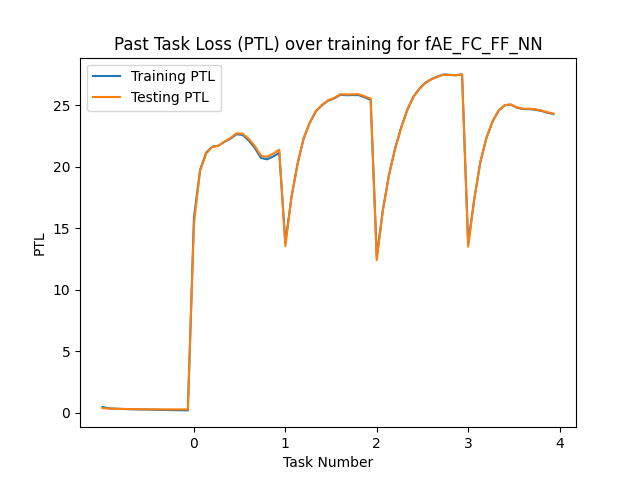 Past Task Loss (PTL) over training for fAE_FC_FF_NN
Training PTL
Testing PTL
25
20
15
10
5
0
PTL
0 1 2 3 4
Task Number